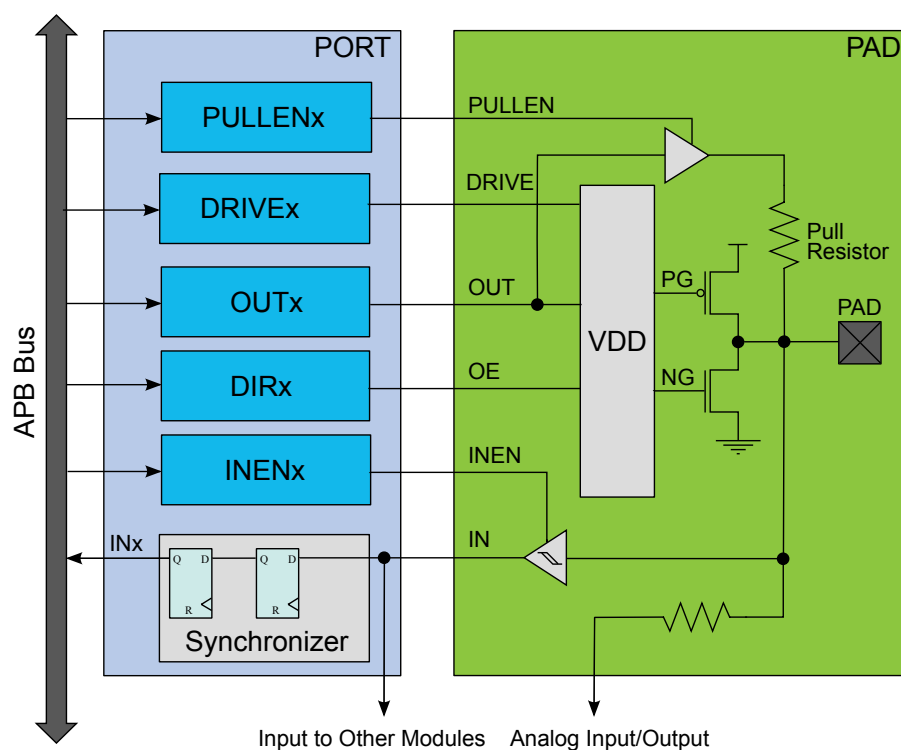 PORT
PAD
APB Bus
PULLENx
PULLEN
DRIVEx
DRIVE
Pull
Resistor
OUTx
OUT
PG
VDD
PAD
DIRx
OE
NG
INENx
INEN
INx
IN
Q D
R
Q D
R
Synchronizer
Input to Other Modules
Analog Input/Output